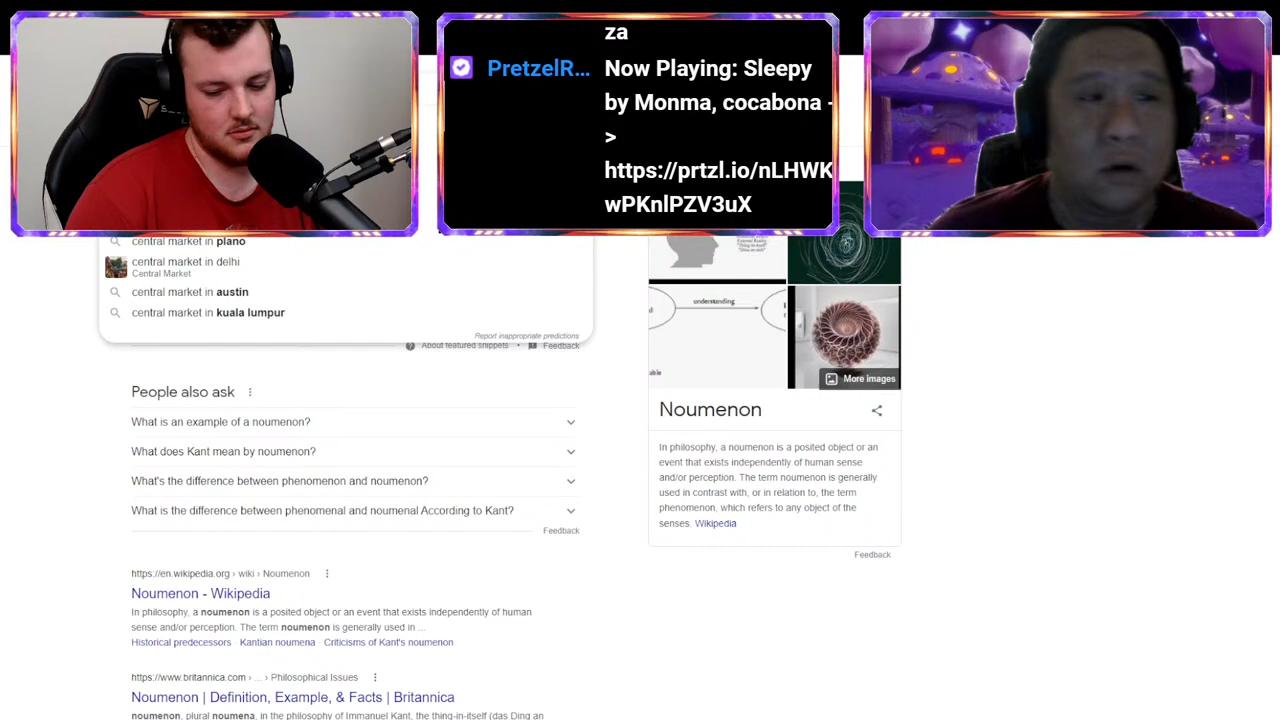 za
PretzelR… Now Playing: Sleepy
by Monma, cocabona -
>
https://prtzl.io/nLHWK
wPKnlPZV3uX
central market in plano
central market in delhi
Central Market
central market in austin
central market in kuala lumpur
Report inappropriate predictions
About featured snippets • Feedback
People also ask
What is an example of a noumenon?
What does Kant mean by noumenon?
What's the difference between phenomenon and noumenon?
What is the difference between phenomenal and noumenal According to Kant?
Feedback
https://en.wikipedia.org › wiki › Noumenon
Noumenon - Wikipedia
In philosophy, a noumenon is a posited object or an event that exists independently of human
sense and/or perception. The term noumenon is generally used in ...
Historical predecessors · Kantian noumena · Criticisms of Kant's noumenon
https://www.britannica.com › ... › Philosophical Issues
Noumenon | Definition, Example, & Facts | Britannica
noumenon, plural noumena, in the philosophy of Immanuel Kant, the thing-in-itself (das Ding an
External Reality
"Thing in itself"
understanding
able
More images
Noumenon
In philosophy, a noumenon is a posited object or an
event that exists independently of human sense
and/or perception. The term noumenon is generally
used in contrast with, or in relation to, the term
phenomenon, which refers to any object of the
senses. Wikipedia
Feedback